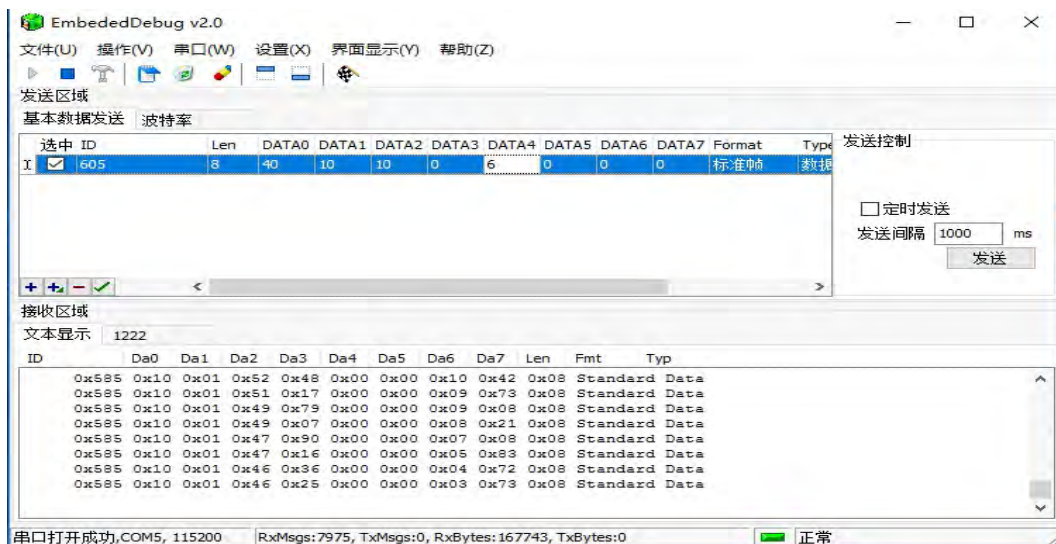 EmbededDebug v2.0
文件(U) 操作(V) 串口(W) 设置(X) 界面显示(Y) 帮助(Z)
发送区域
基本数据发送 波特率
选中 ID Len DATA0 DATA1 DATA2 DATA3 DATA4 DATA5 DATA6 DATA7 Format Type
605 8 40 10 10 0 6 0 0 0 标准帧 数据
发送控制
定时发送
发送间隔 1000 ms
发送
接收区域
文本显示 1222
ID Da0 Da1 Da2 Da3 Da4 Da5 Da6 Da7 Len Fmt Typ
0x585 0x10 0x01 0x52 0x48 0x00 0x00 0x10 0x42 0x08 Standard Data
0x585 0x10 0x01 0x51 0x17 0x00 0x00 0x09 0x73 0x08 Standard Data
0x585 0x10 0x01 0x49 0x79 0x00 0x00 0x09 0x08 0x08 Standard Data
0x585 0x10 0x01 0x49 0x07 0x00 0x00 0x08 0x21 0x08 Standard Data
0x585 0x10 0x01 0x47 0x90 0x00 0x00 0x07 0x08 0x08 Standard Data
0x585 0x10 0x01 0x47 0x16 0x00 0x00 0x05 0x83 0x08 Standard Data
0x585 0x10 0x01 0x46 0x36 0x00 0x00 0x04 0x72 0x08 Standard Data
0x585 0x10 0x01 0x46 0x25 0x00 0x00 0x03 0x73 0x08 Standard Data
串口打开成功,COM5, 115200 RxMsgs:7975, TxMsgs:0, RxBytes:167743, TxBytes:0 正常